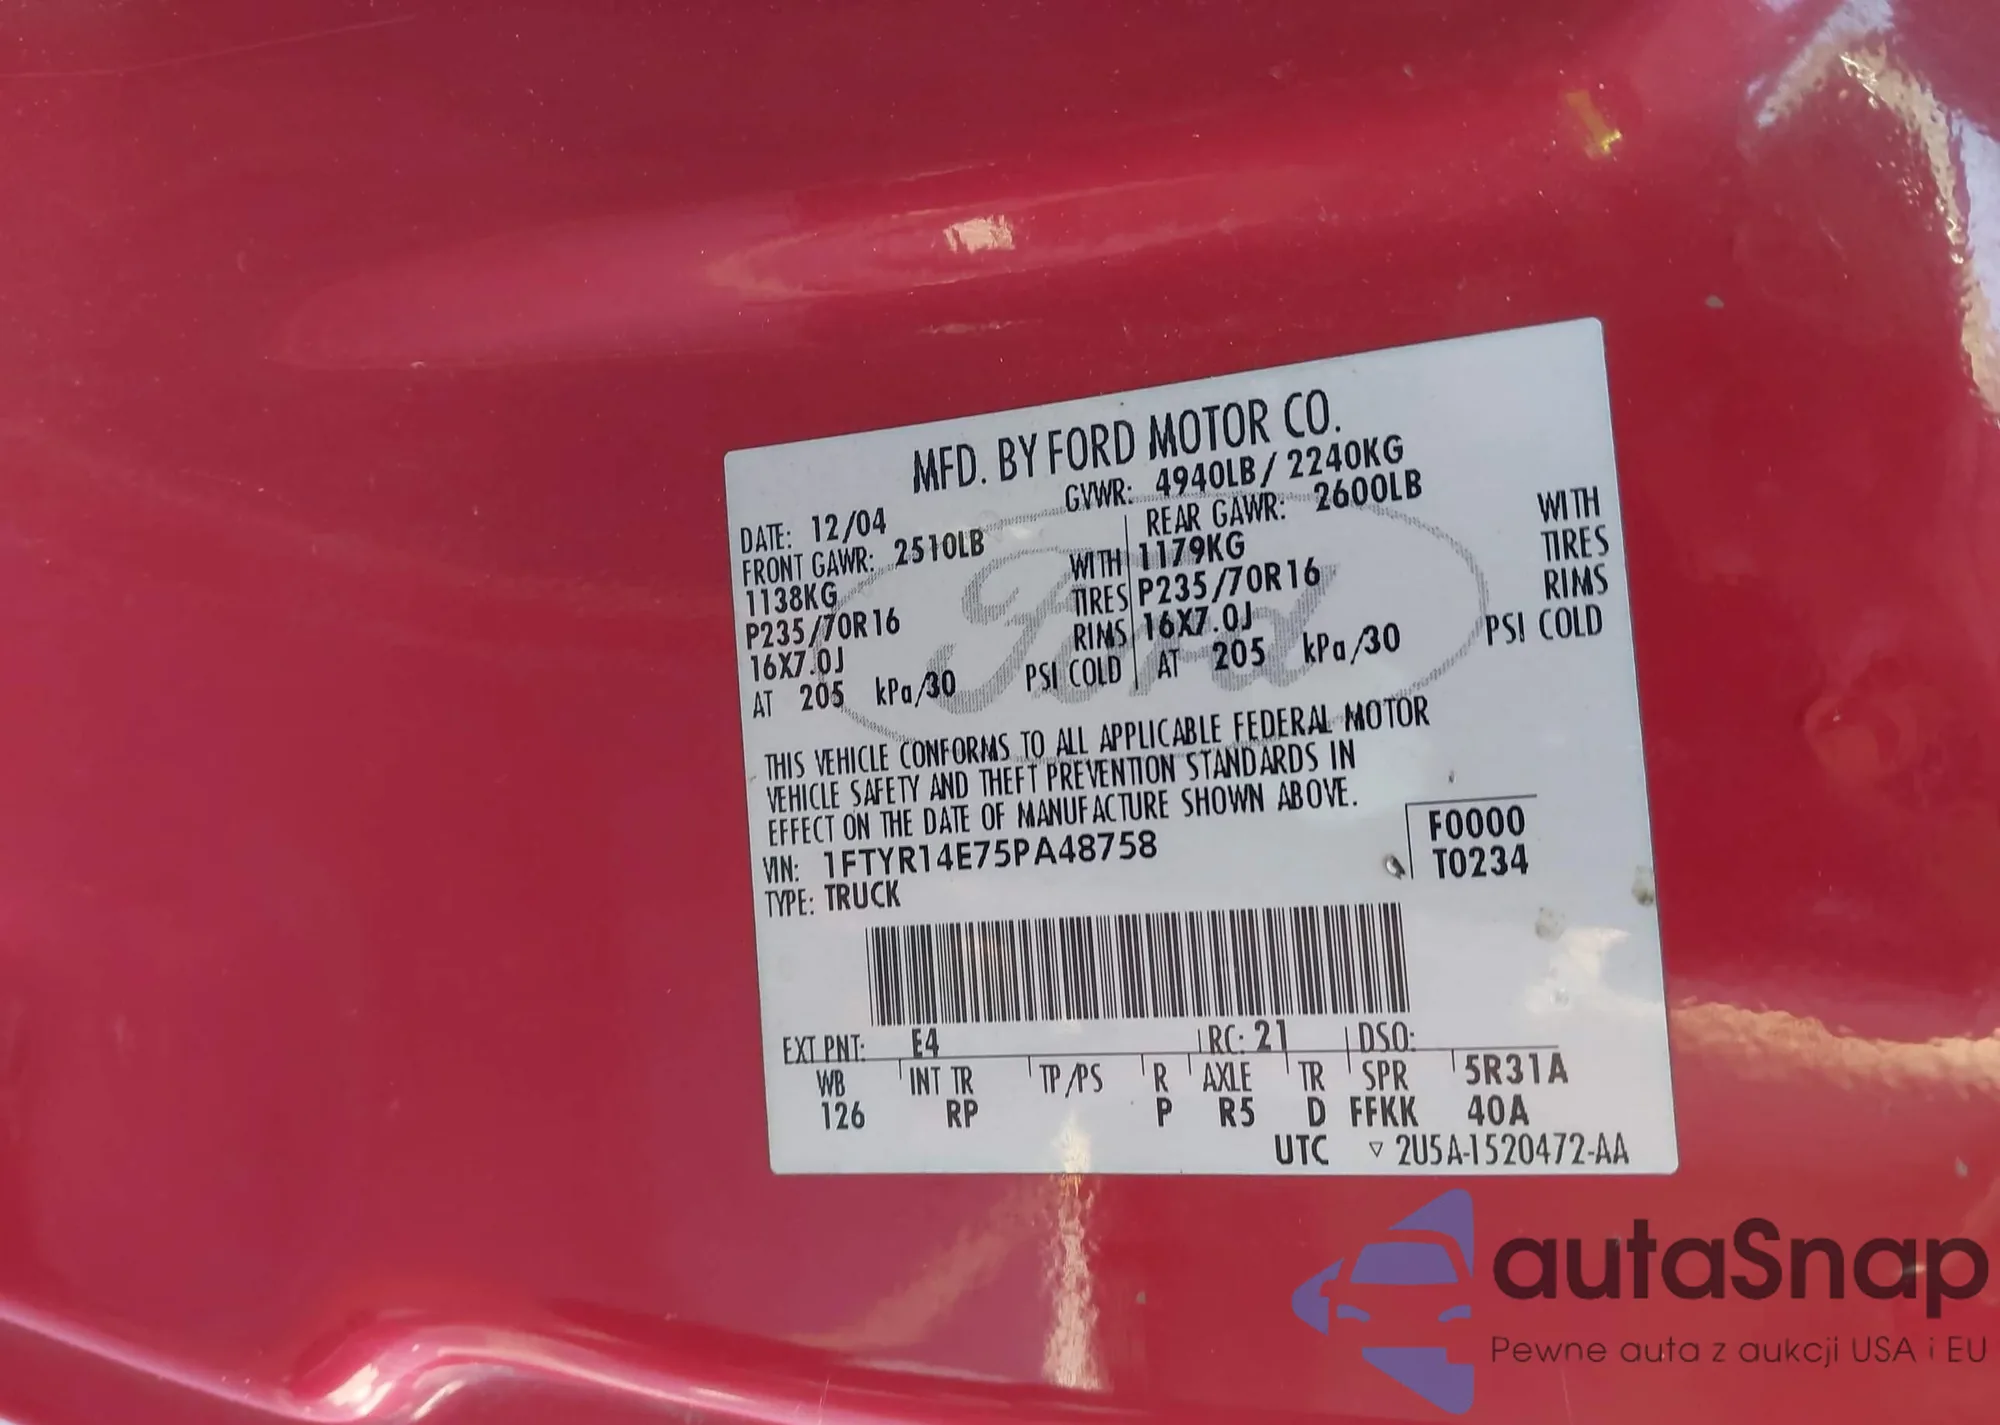 MFD. BY FORD MOTOR CO.
DATE: 12/04 GVWR: 4940LB / 2240KG
FRONT GAWR: 2510LB REAR GAWR: 2600LB
1138KG WITH 1179KG WITH
P235/70R16 TIRES P235/70R16 TIRES
16X7.0J RIMS 16X7.0J RIMS
AT 205 kPa/30 PSI COLD AT 205 kPa/30 PSI COLD
Ford
THIS VEHICLE CONFORMS TO ALL APPLICABLE FEDERAL MOTOR
VEHICLE SAFETY AND THEFT PREVENTION STANDARDS IN
EFFECT ON THE DATE OF MANUFACTURE SHOWN ABOVE.
VIN: 1FTYR14E75PA48758
TYPE: TRUCK
F0000
T0234
EXT PNT: E4 RC: 21 DSO:
WB INT TR TP/PS R AXLE TR SPR 5R31A
126 RP P R5 D FFKK 40A
UTC ▽ 2U5A-1520472-AA
autaSnap
Pewne auta z aukcji USA i EU